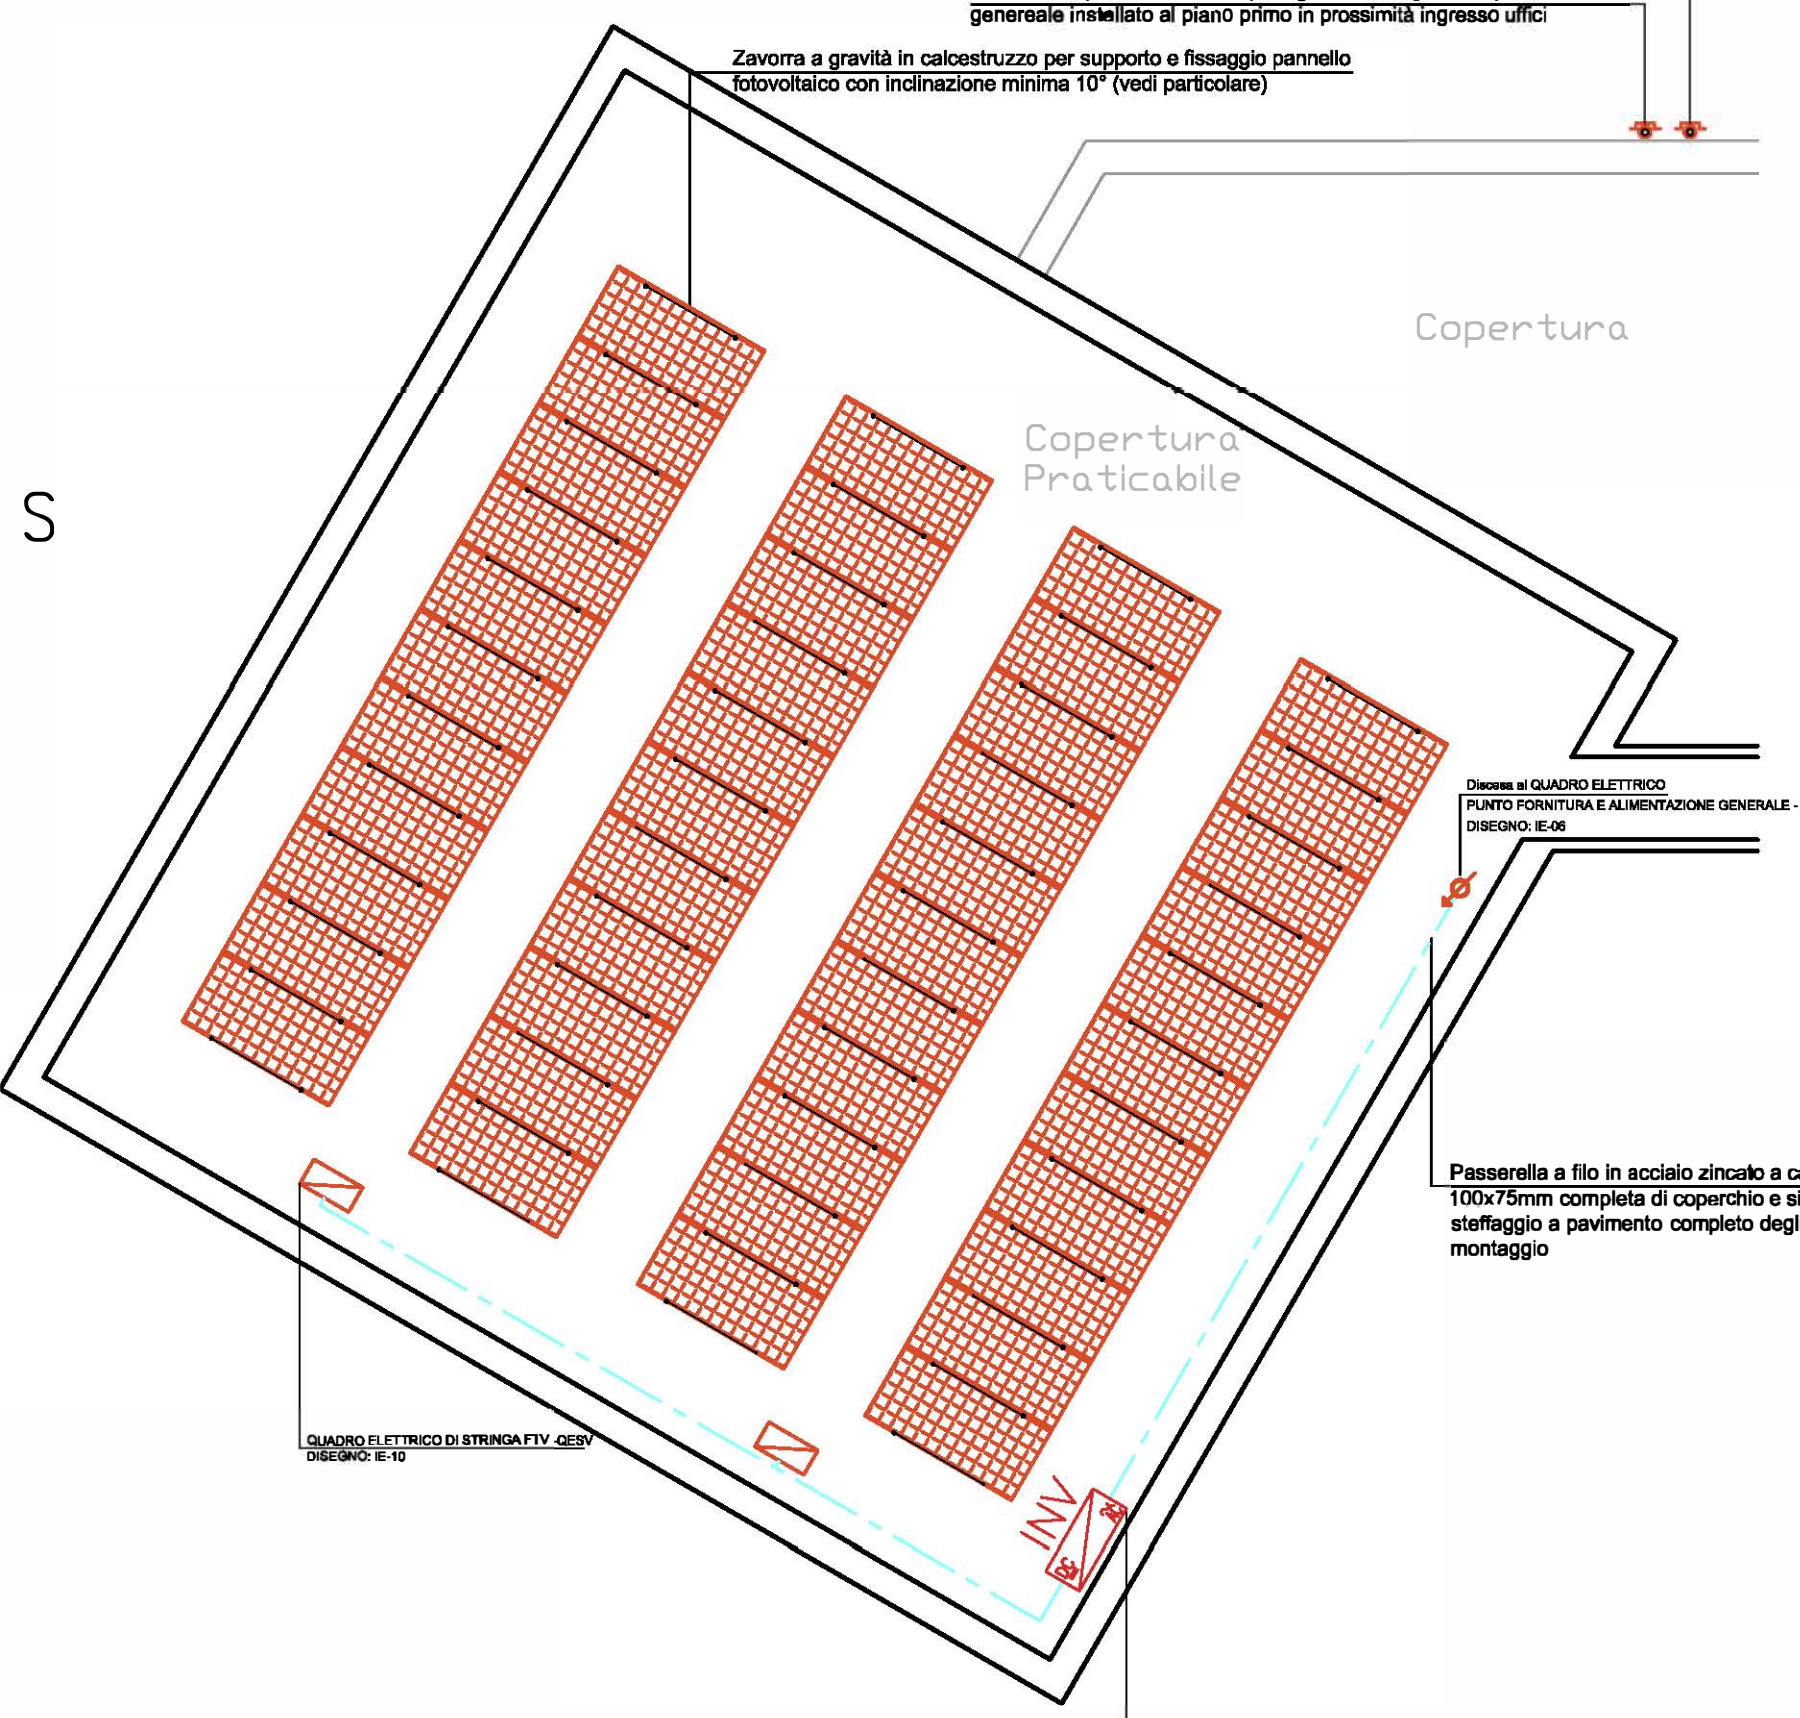 genereale installato al pian0 primo in prossimità ingresso uffici
Zavorra a gravità in calcestruzzo per supporto e fissaggio pannello
fotovoltaico con inclinazione minima 10° (vedi particolare)
Copertura
Copertura
Praticabile
S
Discesa al QUADRO ELETTRICO
PUNTO FORNITURA E ALIMENTAZIONE GENERALE -
DISEGNO: IE-06
Passerella a filo in acciaio zincato a ca
100x75mm completa di coperchio e si
steffaggio a pavimento completo degl
montaggio
QUADRO ELETTRICO DI STRINGA FTV -QESV
DISEGNO: IE-10
INV